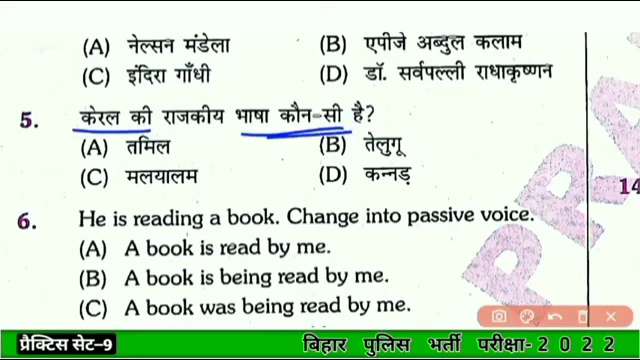 (A) नेल्सन मंडेला (B) एपीजे अब्दुल कलाम
(C) इंदिरा गाँधी (D) डॉ. सर्वपल्ली राधाकृष्णन
5. केरल की राजकीय भाषा कौन-सी है?
(A) तमिल (B) तेलुगू
(C) मलयालम (D) कन्नड़
14
6. He is reading a book. Change into passive voice.
(A) A book is read by me.
(B) A book is being read by me.
(C) A book was being read by me.
PRA
प्रैक्टिस सेट-9 बिहार पुलिस भर्ती परीक्षा-2022